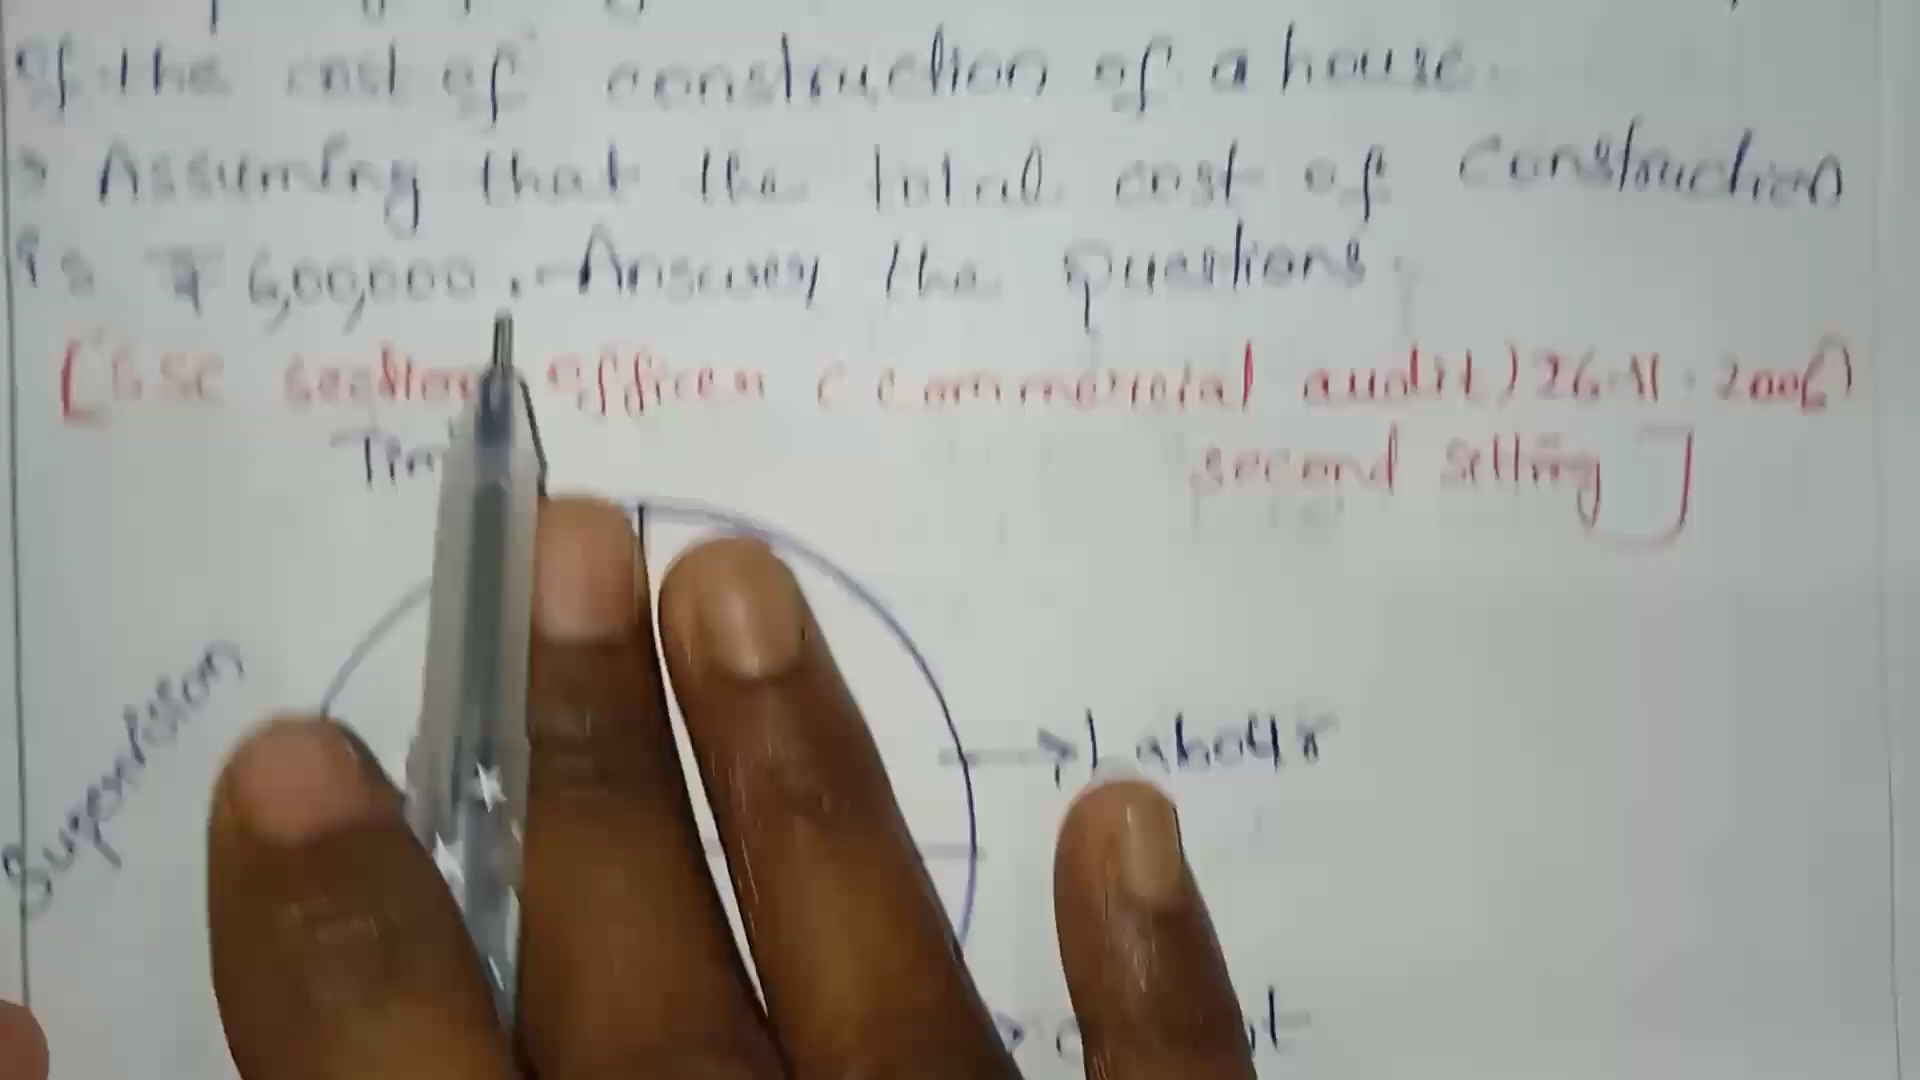 of the cost of construction of a house.
Assuming that the total cost of construction
is ₹ 6,00,000. Answer the questions.
[SSC Section Officer (Commercial audit) 26.11.2006)
second sitting]
Supervision
Labour